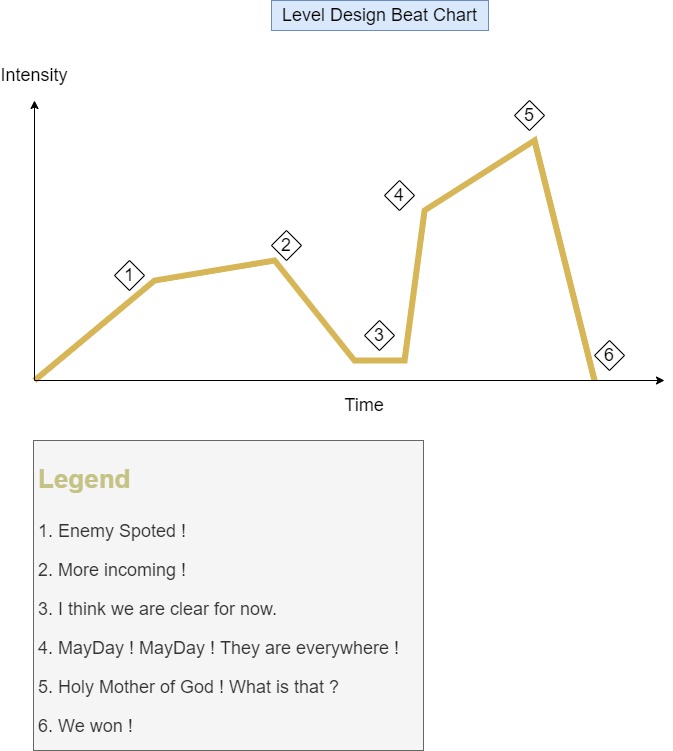 Level Design Beat Chart
Intensity
5
4
2
1
3
6
Time
Legend
1. Enemy Spoted !
2. More incoming !
3. I think we are clear for now.
4. MayDay ! MayDay ! They are everywhere !
5. Holy Mother of God ! What is that ?
6. We won !